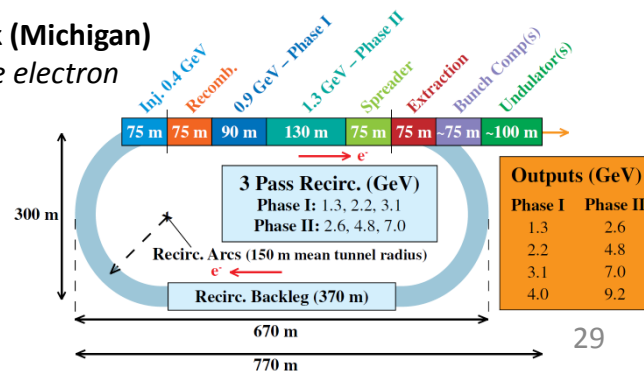 (Michigan)
electron
Inj. 0.4 GeV
Recomb.
0.9 GeV – Phase I
1.3 GeV – Phase II
Spreader
Extraction
Bunch Comp(s)
Undulator(s)
75 m
75 m
90 m
130 m
75 m
75 m
~75 m
~100 m
e-
300 m
3 Pass Recirc. (GeV)
Phase I: 1.3, 2.2, 3.1
Phase II: 2.6, 4.8, 7.0
Recirc. Arcs (150 m mean tunnel radius)
e-
Recirc. Backleg (370 m)
670 m
770 m
Outputs (GeV)
Phase I Phase II
1.3 2.6
2.2 4.8
3.1 7.0
4.0 9.2
29